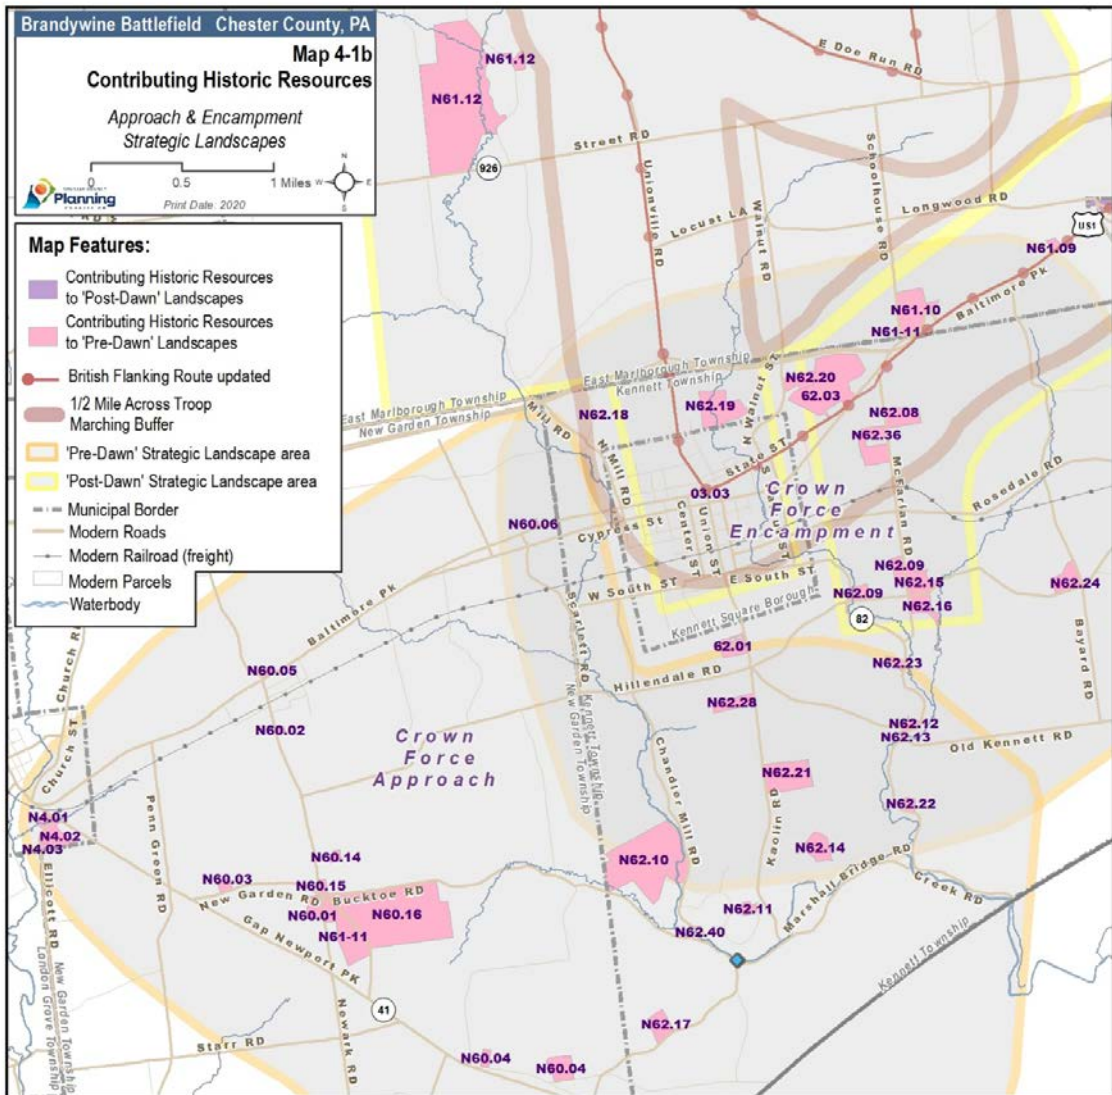 Brandywine Battlefield Chester County, PA
Map 4-1b
Contributing Historic Resources
Approach & Encampment
Strategic Landscapes
0 0.5 1 Miles
N
W E
S
Planning
Print Date: 2020
Map Features:
Contributing Historic Resources
to 'Post-Dawn' Landscapes
Contributing Historic Resources
to 'Pre-Dawn' Landscapes
British Flanking Route updated
1/2 Mile Across Troop
Marching Buffer
'Pre-Dawn' Strategic Landscape area
'Post-Dawn' Strategic Landscape area
Municipal Border
Modern Roads
Modern Railroad (freight)
Modern Parcels
Waterbody
N61.12
N61.12
E Doe Run RD
Street RD
926
Unionville RD
Locust LA
Walnut RD
Schoolhouse RD
Longwood RD
US1
N61.09
Baltimore Pk
N61.10
N61-11
East Marlborough Township
Kennett Township
East Marlborough Township
New Garden Township
N62.20
62.03
N62.19
N62.18
N62.08
N62.36
Mill RD
N Mill RD
N Walnut ST
State ST
S Walnut ST
McFarlan RD
Rosedale RD
03.03
Crown
Force
Encampment
N60.06
Cypress St
Center ST
Union ST
W South ST
E South ST
Kennett Square Borough
N62.09
N62.15
N62.09
N62.16
N62.24
82
Bayard RD
Baltimore Pk
Scarlett RD
62.01
N62.23
Hillendale RD
N62.28
N62.12
N62.13
Old Kennett RD
Church RD
Church ST
N60.05
N60.02
Crown
Force
Approach
Kennett Township
New Garden Township
Kennett Township
New Garden Township
Chandler Mill RD
N62.21
Kaolin RD
N62.22
N62.14
Marshall Bridge RD
Creek RD
N4.01
N4.02
N4.03
Penn Green RD
N60.14
N60.03
N60.15
New Garden RD
Bucktoe RD
N60.01
N60.16
N61-11
Gap Newport PK
N62.10
N62.11
N62.40
Kennett Township
Ellicott RD
New Garden Township
London Grove Township
41
Newark RD
Starr RD
N62.17
N60.04
N60.04